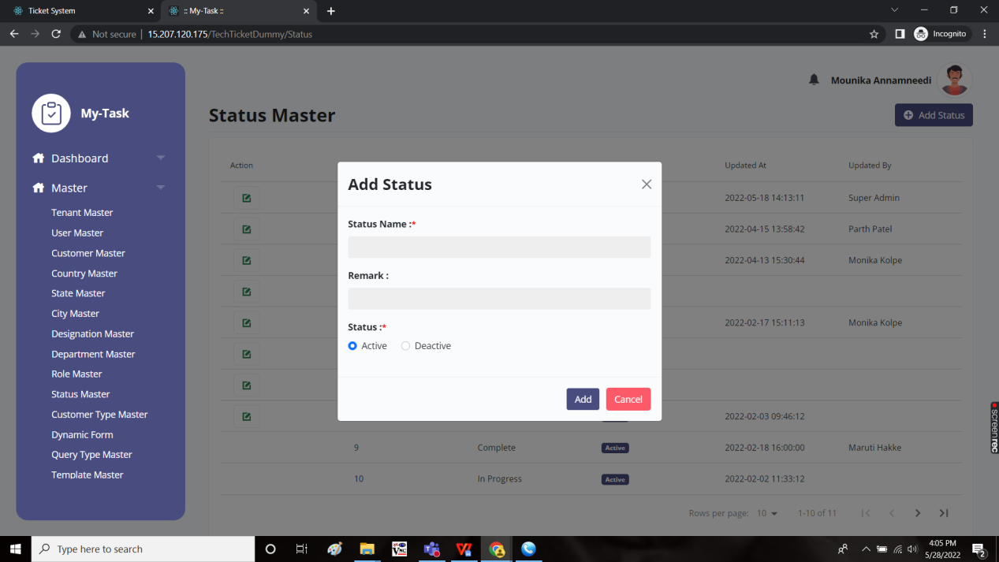 Ticket System
:: My-Task ::
Not secure | 15.207.120.175/TechTicketDummy/Status
Incognito
My-Task
Dashboard
Master
Tenant Master
User Master
Customer Master
Country Master
State Master
City Master
Designation Master
Department Master
Role Master
Status Master
Customer Type Master
Dynamic Form
Query Type Master
Template Master
Mounika Annamneedi
Status Master
Add Status
Action Updated At Updated By
2022-05-18 14:13:11 Super Admin
2022-04-15 13:58:42 Parth Patel
2022-04-13 15:30:44 Monika Kolpe
2022-02-17 15:11:13 Monika Kolpe
2022-02-03 09:46:12
9 Complete Active 2022-02-18 16:00:00 Maruti Hakke
10 In Progress Active 2022-02-02 11:33:12
Rows per page: 10 1-10 of 11
Add Status
Status Name :*
Remark :
Status :*
Active Deactive
Add Cancel
screenrec
Type here to search
VNC
4:05 PM
5/28/2022
2